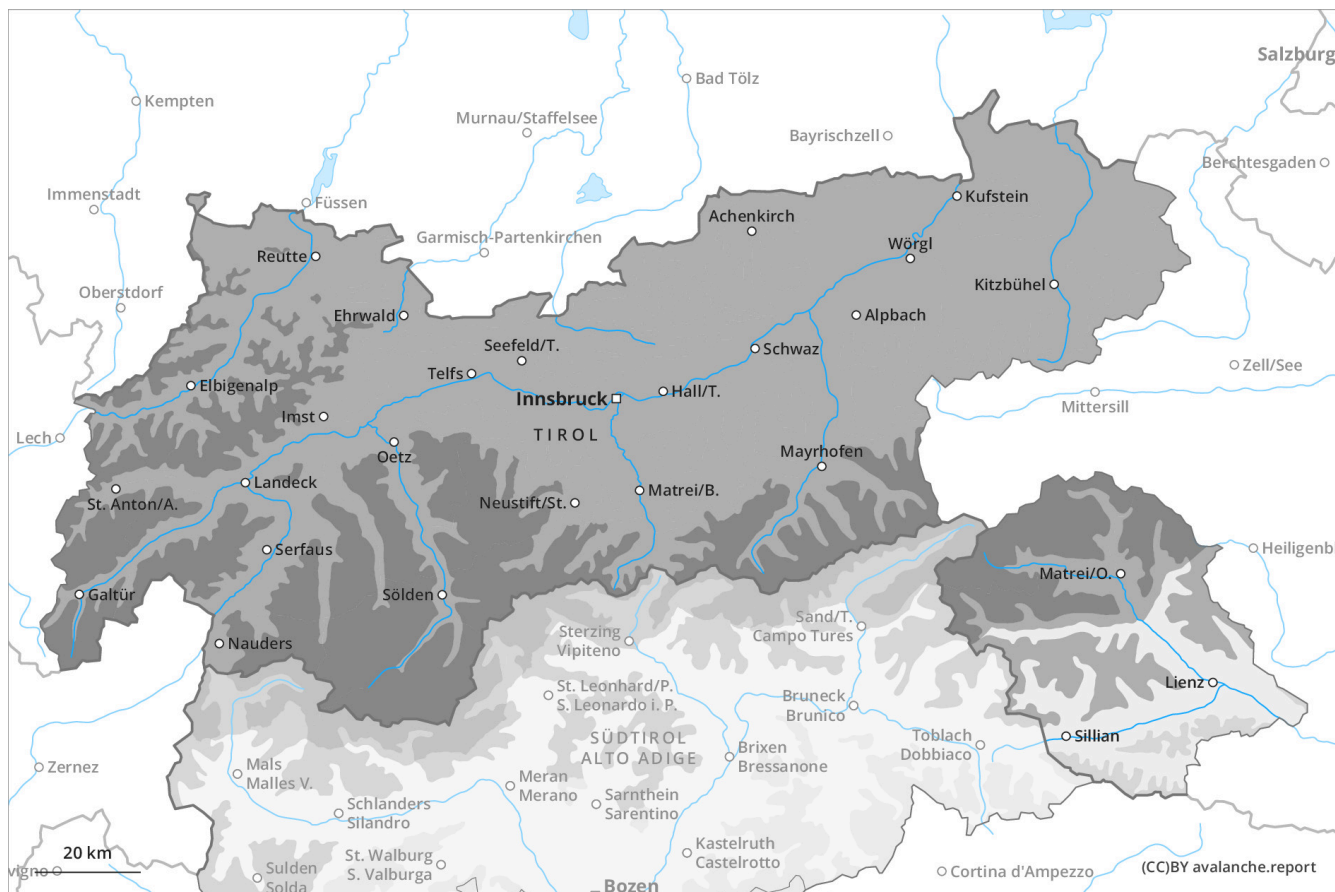 Salzburg
Bad Tölz
Kempten
Murnau/Staffelsee
Bayrischzell
Berchtesgaden
Immenstadt
Füssen
Kufstein
Achenkirch
Garmisch-Partenkirchen
Wörgl
Reutte
Kitzbühel
Oberstdorf
Ehrwald
Alpbach
Seefeld/T.
Schwaz
Zell/See
Telfs
Elbigenalp
Hall/T.
Innsbruck
Mittersill
Imst
TIROL
Lech
Oetz
Mayrhofen
Landeck
Matrei/B.
St. Anton/A.
Neustift/St.
Serfaus
Heiligenb
Matrei/O.
Galtür
Sölden
Sand/T.
Campo Tures
Sterzing
Vipiteno
Nauders
Lienz
St. Leonhard/P.
S. Leonardo i. P.
Bruneck
Brunico
SÜDTIROL
ALTO ADIGE
Toblach
Dobbiaco
Sillian
Brixen
Bressanone
Zernez
Mals
Malles V.
Meran
Merano
Schlanders
Silandro
Sarnthein
Sarentino
Kastelruth
Castelrotto
20 km
St. Walburg
S. Valburga
vigno
Sulden
Solda
Cortina d'Ampezzo
(CC)BY avalanche.report
Bozen